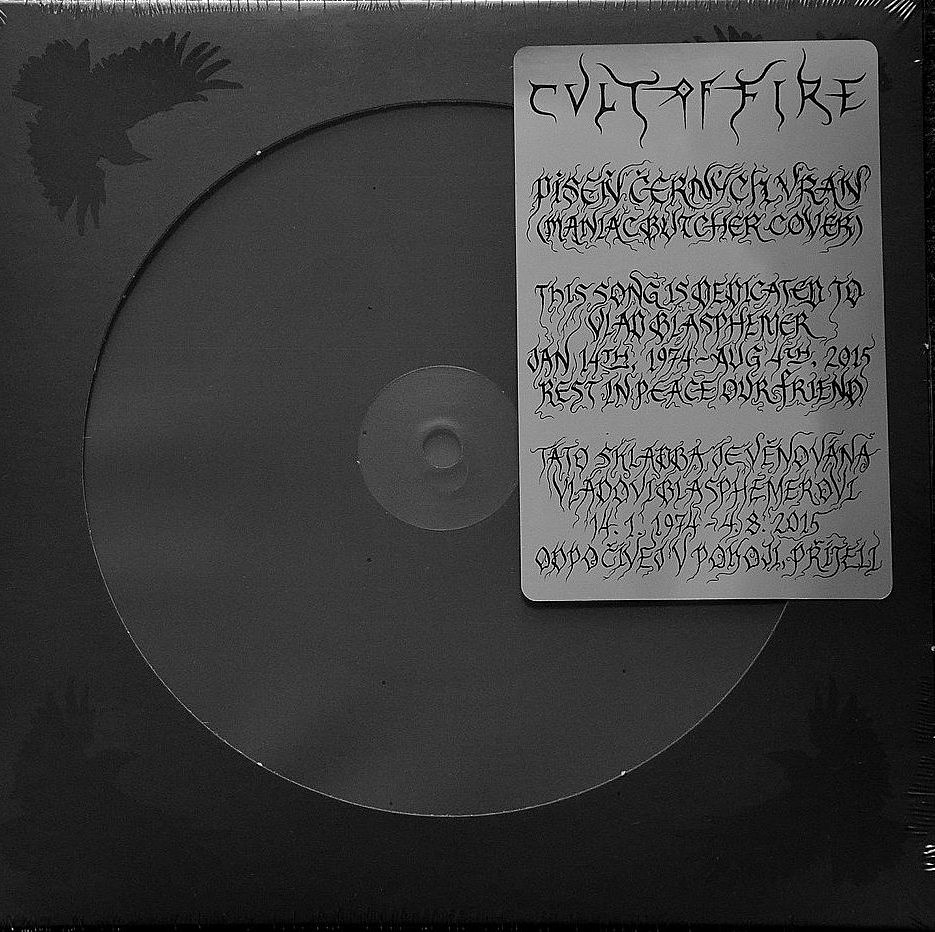 CULT OF FIRE
PÍSEŇ ČERNÝCH VRAN
(MANIAC BUTCHER COVER)
THIS SONG IS DEDICATED TO
VLAD BLASPHEMER
JAN 14TH, 1974 - AUG 4TH, 2015
REST IN PEACE OUR FRIEND
TATO SKLADBA JE VĚNOVÁNA
VLADOVI BLASPHEMEROVI
14. 1. 1974 - 4. 8. 2015
ODPOČÍVEJ V POKOJI, PŘÍTELI